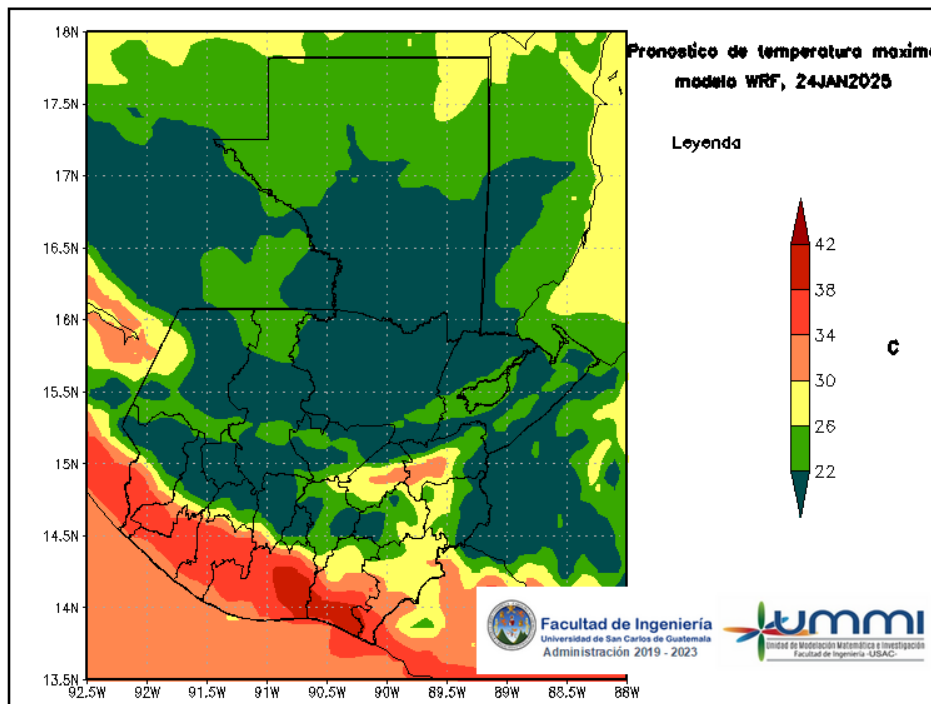 Pronostico de temperatura maxima
modelo WRF, 24JAN2025
Leyenda
18N
17.5N
17N
16.5N
16N
15.5N
15N
14.5N
14N
13.5N
92.5W
92W
91.5W
91W
90.5W
90W
89.5W
89W
88.5W
88W
42
38
34
30
26
22
C
Facultad de Ingeniería
Universidad de San Carlos de Guatemala
Administración 2019 - 2023
UMMI
Unidad de Modelación Matemática e Investigación
Facultad de Ingeniería -USAC-